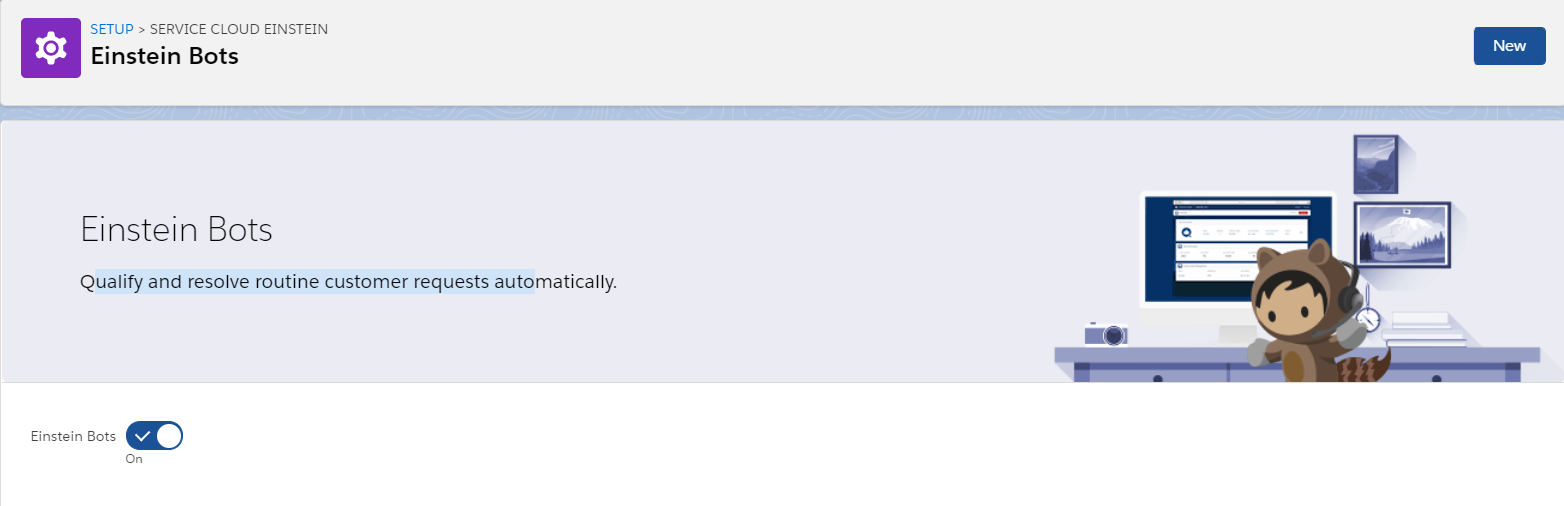 SETUP > SERVICE CLOUD EINSTEIN
Einstein Bots
New
Einstein Bots
Qualify and resolve routine customer requests automatically.
Einstein Bots
On